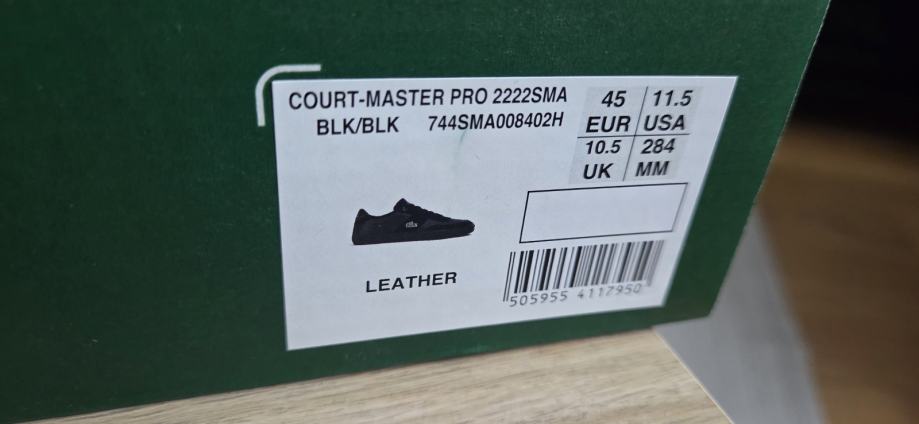 COURT-MASTER PRO 2222SMA
BLK/BLK 744SMA008402H
45 11.5
EUR USA
10.5 284
UK MM
LEATHER
505955 4117950